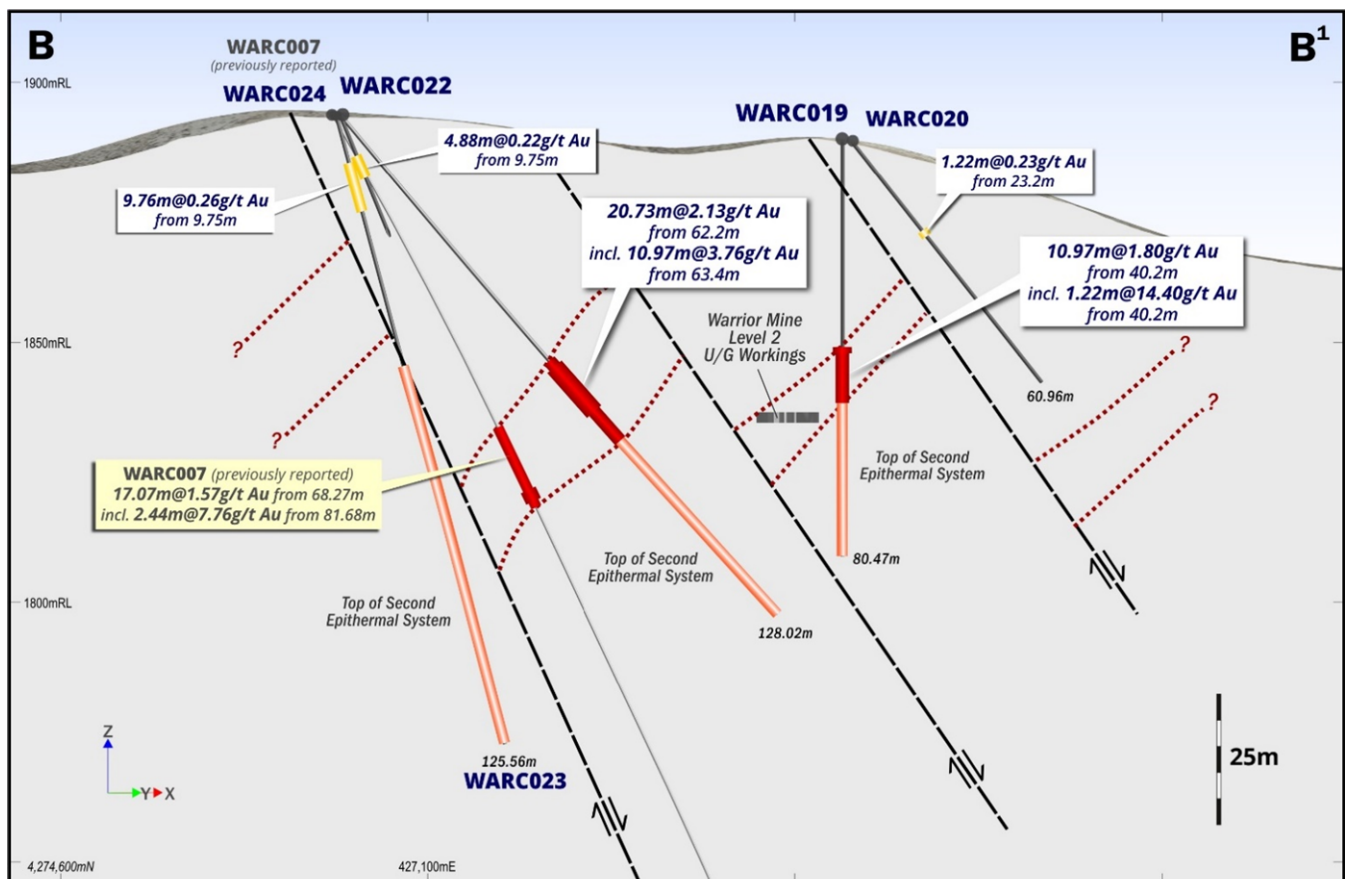 B
B1
WARC007
(previously reported)
WARC024
WARC022
WARC019
WARC020
1900mRL
4.88m@0.22g/t Au
from 9.75m
1.22m@0.23g/t Au
from 23.2m
9.76m@0.26g/t Au
from 9.75m
20.73m@2.13g/t Au
from 62.2m
incl. 10.97m@3.76g/t Au
from 63.4m
10.97m@1.80g/t Au
from 40.2m
incl. 1.22m@14.40g/t Au
from 40.2m
Warrior Mine
Level 2
U/G Workings
1850mRL
?
?
?
?
60.96m
WARC007 (previously reported)
17.07m@1.57g/t Au from 68.27m
incl. 2.44m@7.76g/t Au from 81.68m
Top of Second
Epithermal System
80.47m
Top of Second
Epithermal System
1800mRL
Top of Second
Epithermal System
128.02m
Z
Y X
125.56m
WARC023
25m
4,274,600mN
427,100mE